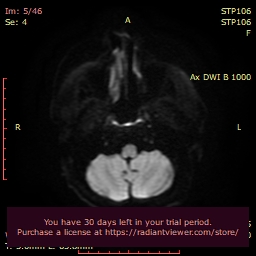 Im: 5/46
STP106
Se: 4
STP106
F
A
Ax DWI B 1000
R
L
You have 30 days left in your trial period.
Purchase a license at https://radiantviewer.com/store/